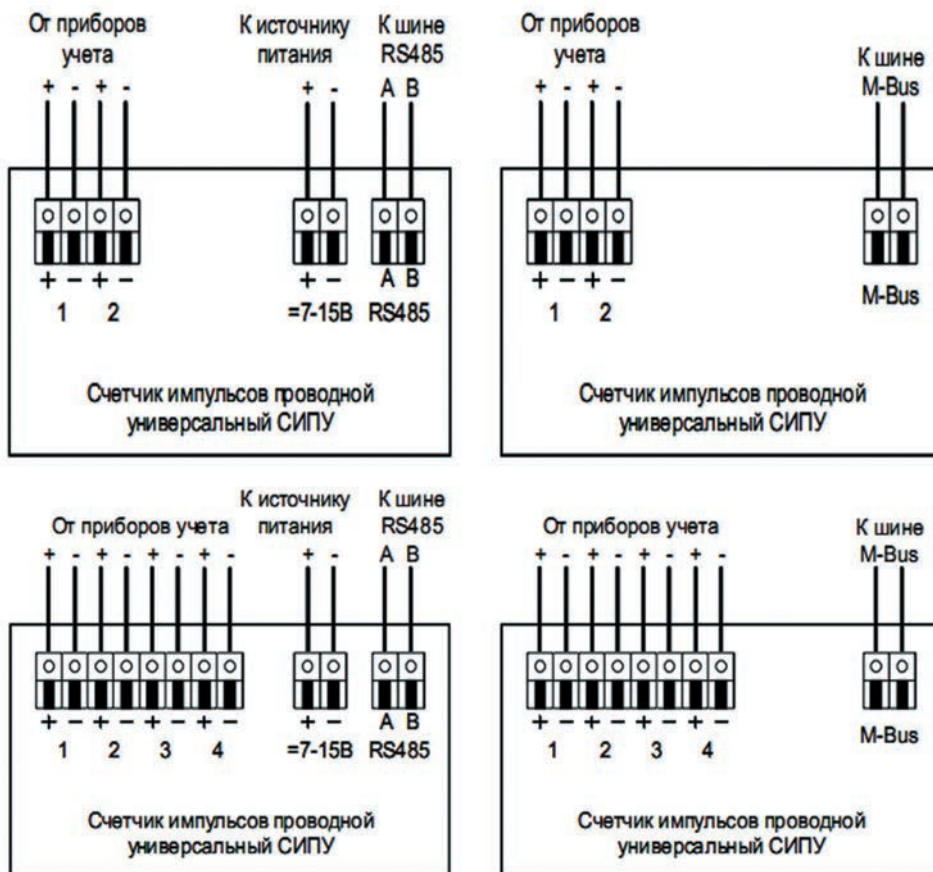 От приборов
учета
+ - + -
К источнику
питания
+ -
К шине
RS485
A B
+ − + −
1 2
+ −
=7-15В
A B
RS485
Счетчик импульсов проводной
универсальный СИПУ
От приборов
учета
+ - + -
К шине
M-Bus
+ − + −
1 2
M-Bus
Счетчик импульсов проводной
универсальный СИПУ
От приборов учета
+ - + - + - + -
К источнику
питания
+ -
К шине
RS485
A B
+ − + − + − + −
1 2 3 4
+ −
=7-15В
A B
RS485
Счетчик импульсов проводной
универсальный СИПУ
От приборов учета
+ - + - + - + -
К шине
M-Bus
+ − + − + − + −
1 2 3 4
M-Bus
Счетчик импульсов проводной
универсальный СИПУ